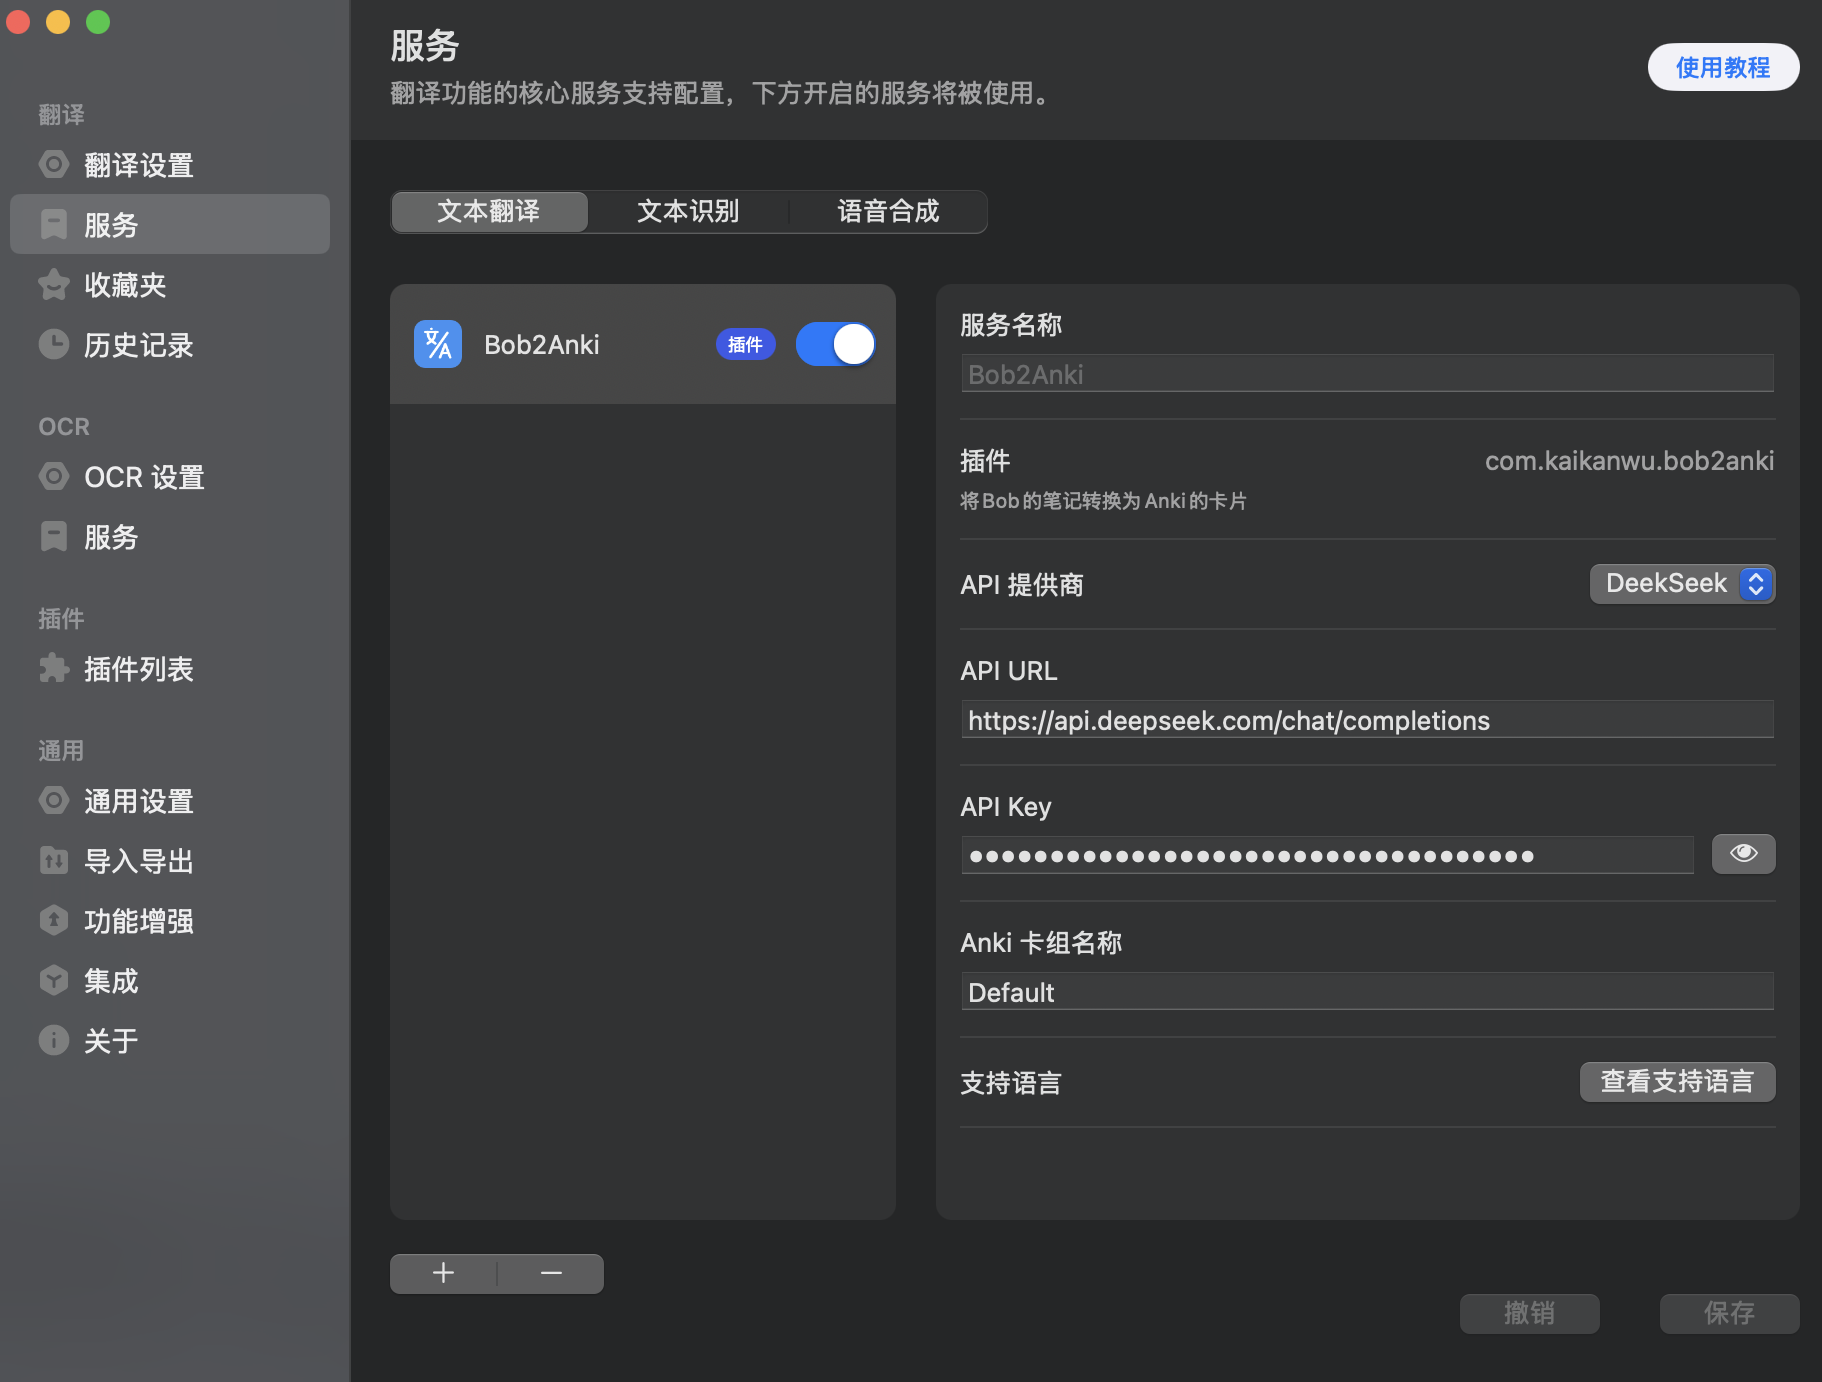 服务
翻译功能的核心服务支持配置，下方开启的服务将被使用。
使用教程
翻译
翻译设置
服务
收藏夹
历史记录
OCR
OCR 设置
服务
插件
插件列表
通用
通用设置
导入导出
功能增强
集成
关于
文本翻译
文本识别
语音合成
Bob2Anki
插件
服务名称
Bob2Anki
插件
com.kaikanwu.bob2anki
将Bob的笔记转换为Anki的卡片
API 提供商
DeekSeek
API URL
https://api.deepseek.com/chat/completions
API Key
Anki 卡组名称
Default
支持语言
查看支持语言
撤销
保存